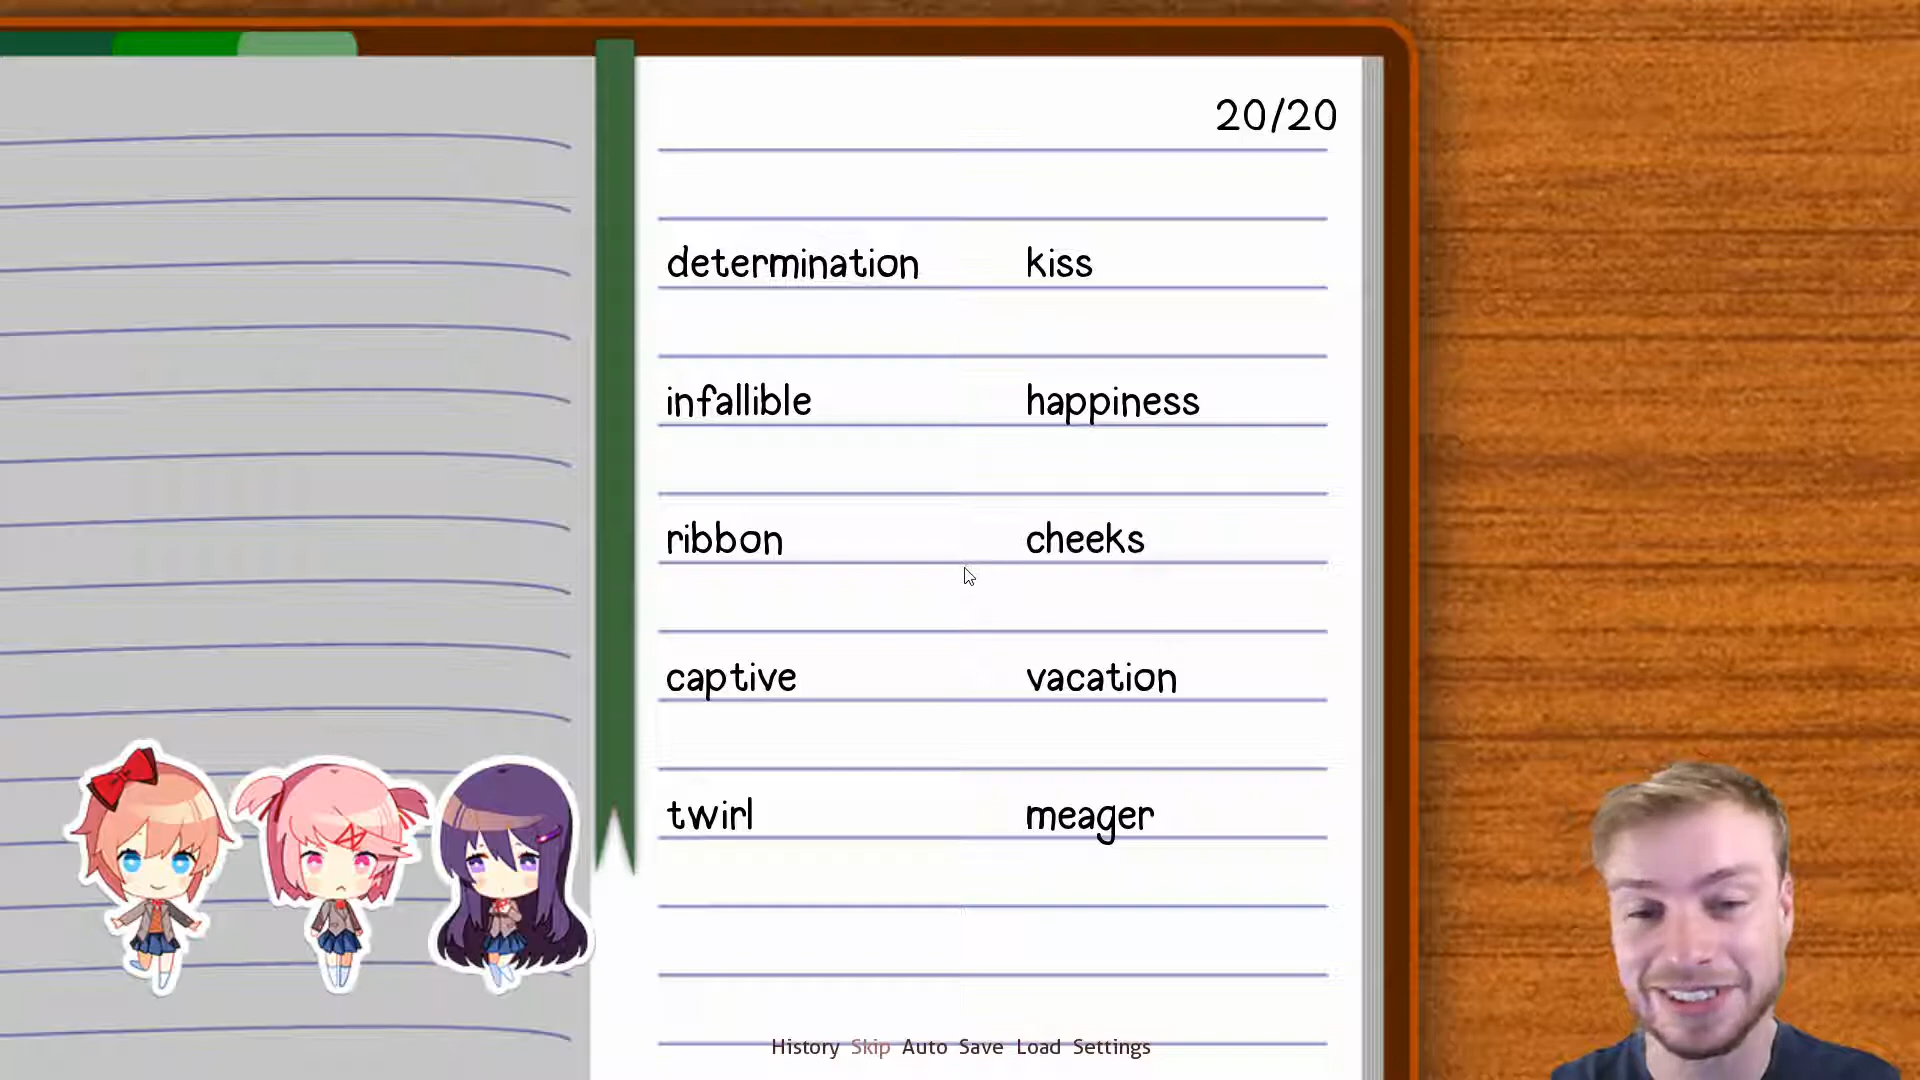 20/20
determination kiss
infallible happiness
ribbon cheeks
captive vacation
twirl meager
History Skip Auto Save Load Settings